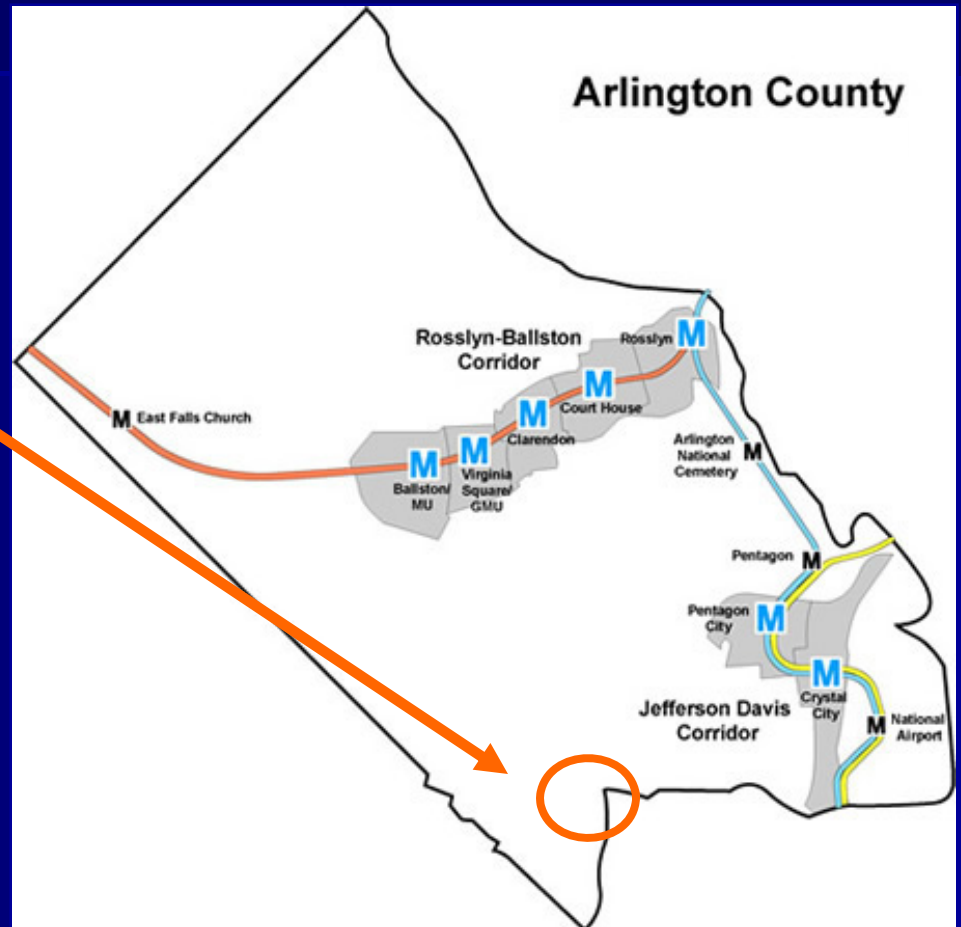 Arlington County
Rosslyn-Ballston
Corridor
Rosslyn
M
M
Court House
M
Clarendon
M
Virginia
Square/
GMU
M
Ballston/
MU
M East Falls Church
Arlington
National
Cemetery
M
Pentagon
M
Pentagon
City
M
M
Crystal
City
Jefferson Davis
Corridor
M
National
Airport